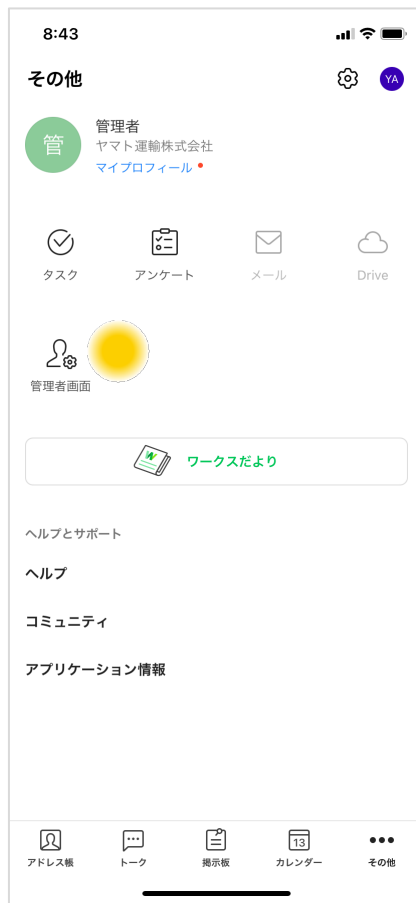 8:43
その他
YA
管
管理者
ヤマト運輸株式会社
マイプロフィール
タスク
アンケート
メール
Drive
管理者画面
W
ワークスだより
ヘルプとサポート
ヘルプ
コミュニティ
アプリケーション情報
13
アドレス帳
トーク
掲示板
カレンダー
その他